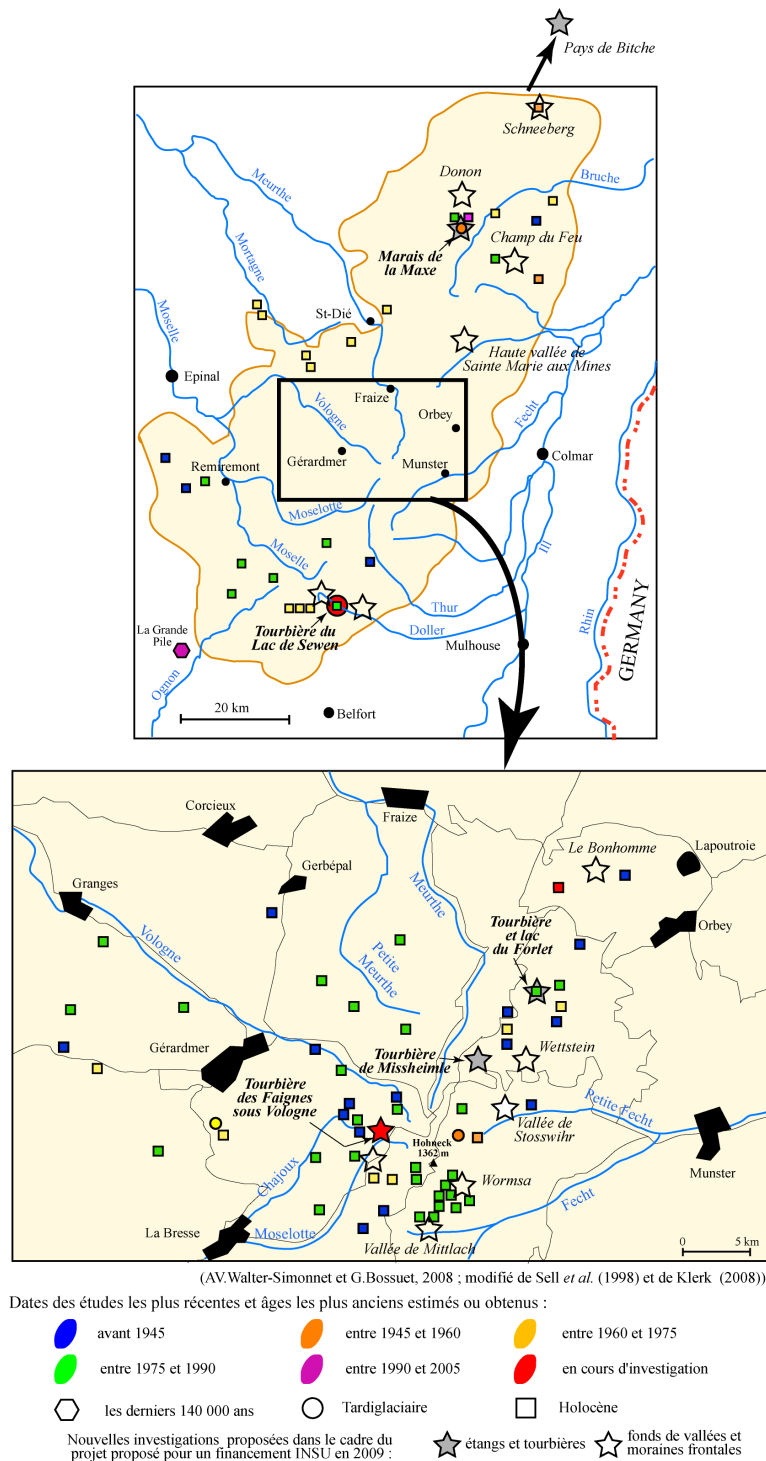 Pays de Bitche
Schneeberg
Donon
Bruche
Meurthe
Mortagne
Marais de
la Maxe
Champ du Feu
Moselle
St-Dié
Haute vallée de
Sainte Marie aux Mines
Epinal
Fraize
Vologne
Orbey
Fecht
Gérardmer
Munster
Colmar
Remiremont
Moselotte
Ill
Moselle
Thur
Rhin
GERMANY
La Grande
Pile
Tourbière du
Lac de Sewen
Doller
Mulhouse
Ognon
20 km
Belfort
Corcieux
Fraize
Le Bonhomme
Lapoutroie
Gerbépal
Granges
Meurthe
Orbey
Tourbière
et lac
du Forlet
Vologne
Petite
Meurthe
Gérardmer
Tourbière
de Missheimle
Wettstein
Tourbière
des Faignes
sous Vologne
Petite Fecht
Vallée de
Stosswihr
Hohneck
1362 m
Munster
Chajoux
Wormsa
Fecht
La Bresse
Moselotte
Vallée de Mittlach
0 5 km
(AV.Walter-Simonnet et G.Bossuet, 2008 ; modifié de Sell et al. (1998) et de Klerk (2008))
Dates des études les plus récentes et âges les plus anciens estimés ou obtenus :
avant 1945 entre 1945 et 1960 entre 1960 et 1975
entre 1975 et 1990 entre 1990 et 2005 en cours d'investigation
les derniers 140 000 ans Tardiglaciaire Holocène
Nouvelles investigations proposées dans le cadre du
projet proposé pour un financement INSU en 2009 :
étangs et tourbières
fonds de vallées et
moraines frontales